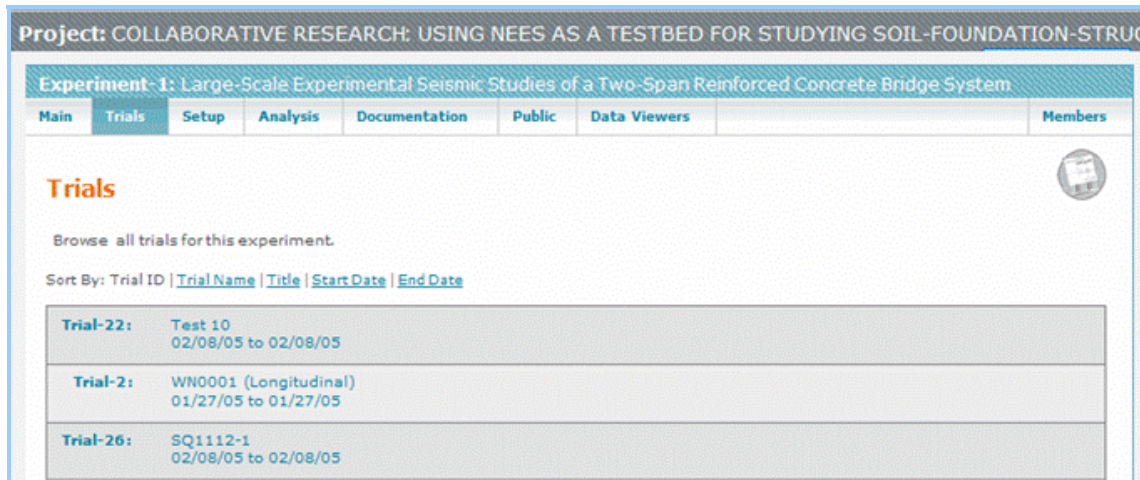 Project: COLLABORATIVE RESEARCH: USING NEES AS A TESTBED FOR STUDYING SOIL-FOUNDATION-STRUC
Experiment-1: Large-Scale Experimental Seismic Studies of a Two-Span Reinforced Concrete Bridge System
Main Trials Setup Analysis Documentation Public Data Viewers Members
Trials
Browse all trials for this experiment.
Sort By: Trial ID | Trial Name | Title | Start Date | End Date
Trial-22: Test 10
02/08/05 to 02/08/05
Trial-2: WN0001 (Longitudinal)
01/27/05 to 01/27/05
Trial-26: SQ1112-1
02/08/05 to 02/08/05